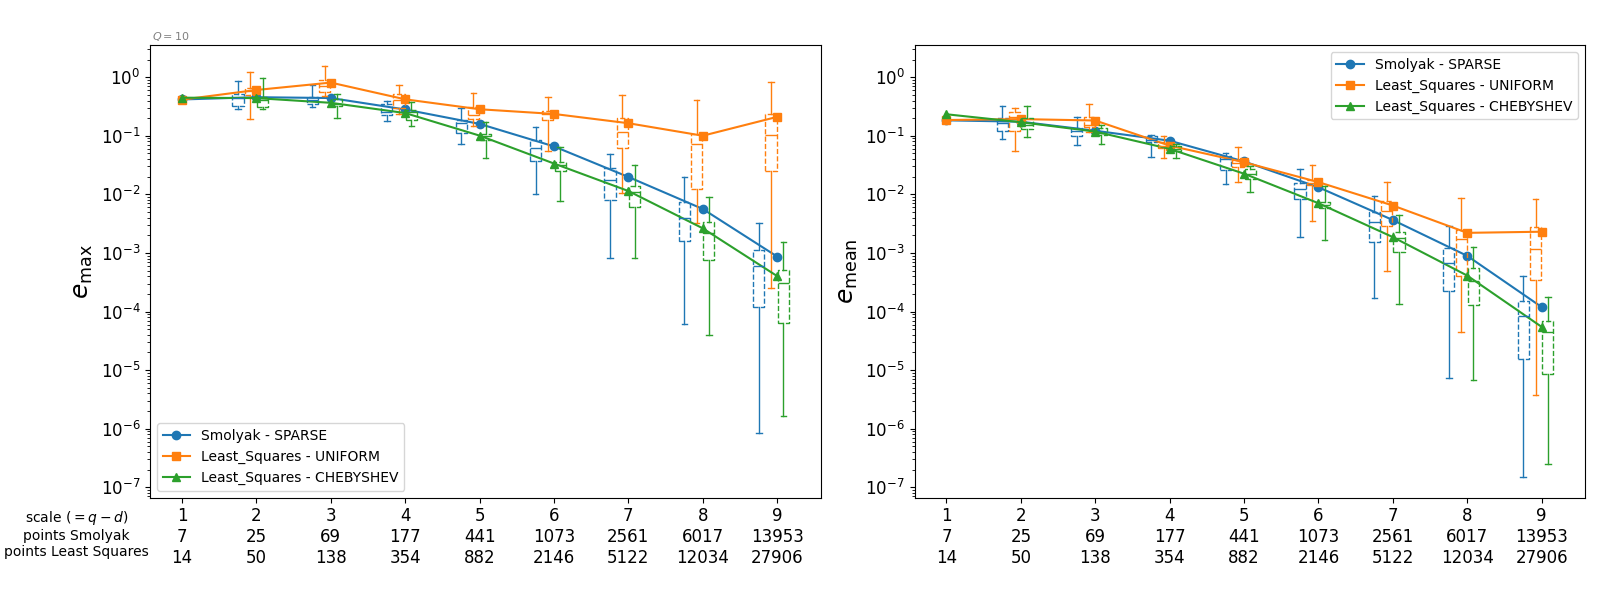 Q = 10
10⁰
10⁻¹
10⁻²
10⁻³
10⁻⁴
10⁻⁵
10⁻⁶
10⁻⁷
e_max
Smolyak - SPARSE
Least_Squares - UNIFORM
Least_Squares - CHEBYSHEV
scale (= q − d) 1 2 3 4 5 6 7 8 9
points Smolyak 7 25 69 177 441 1073 2561 6017 13953
points Least Squares 14 50 138 354 882 2146 5122 12034 27906
10⁰
10⁻¹
10⁻²
10⁻³
10⁻⁴
10⁻⁵
10⁻⁶
10⁻⁷
e_mean
Smolyak - SPARSE
Least_Squares - UNIFORM
Least_Squares - CHEBYSHEV
1 2 3 4 5 6 7 8 9
7 25 69 177 441 1073 2561 6017 13953
14 50 138 354 882 2146 5122 12034 27906